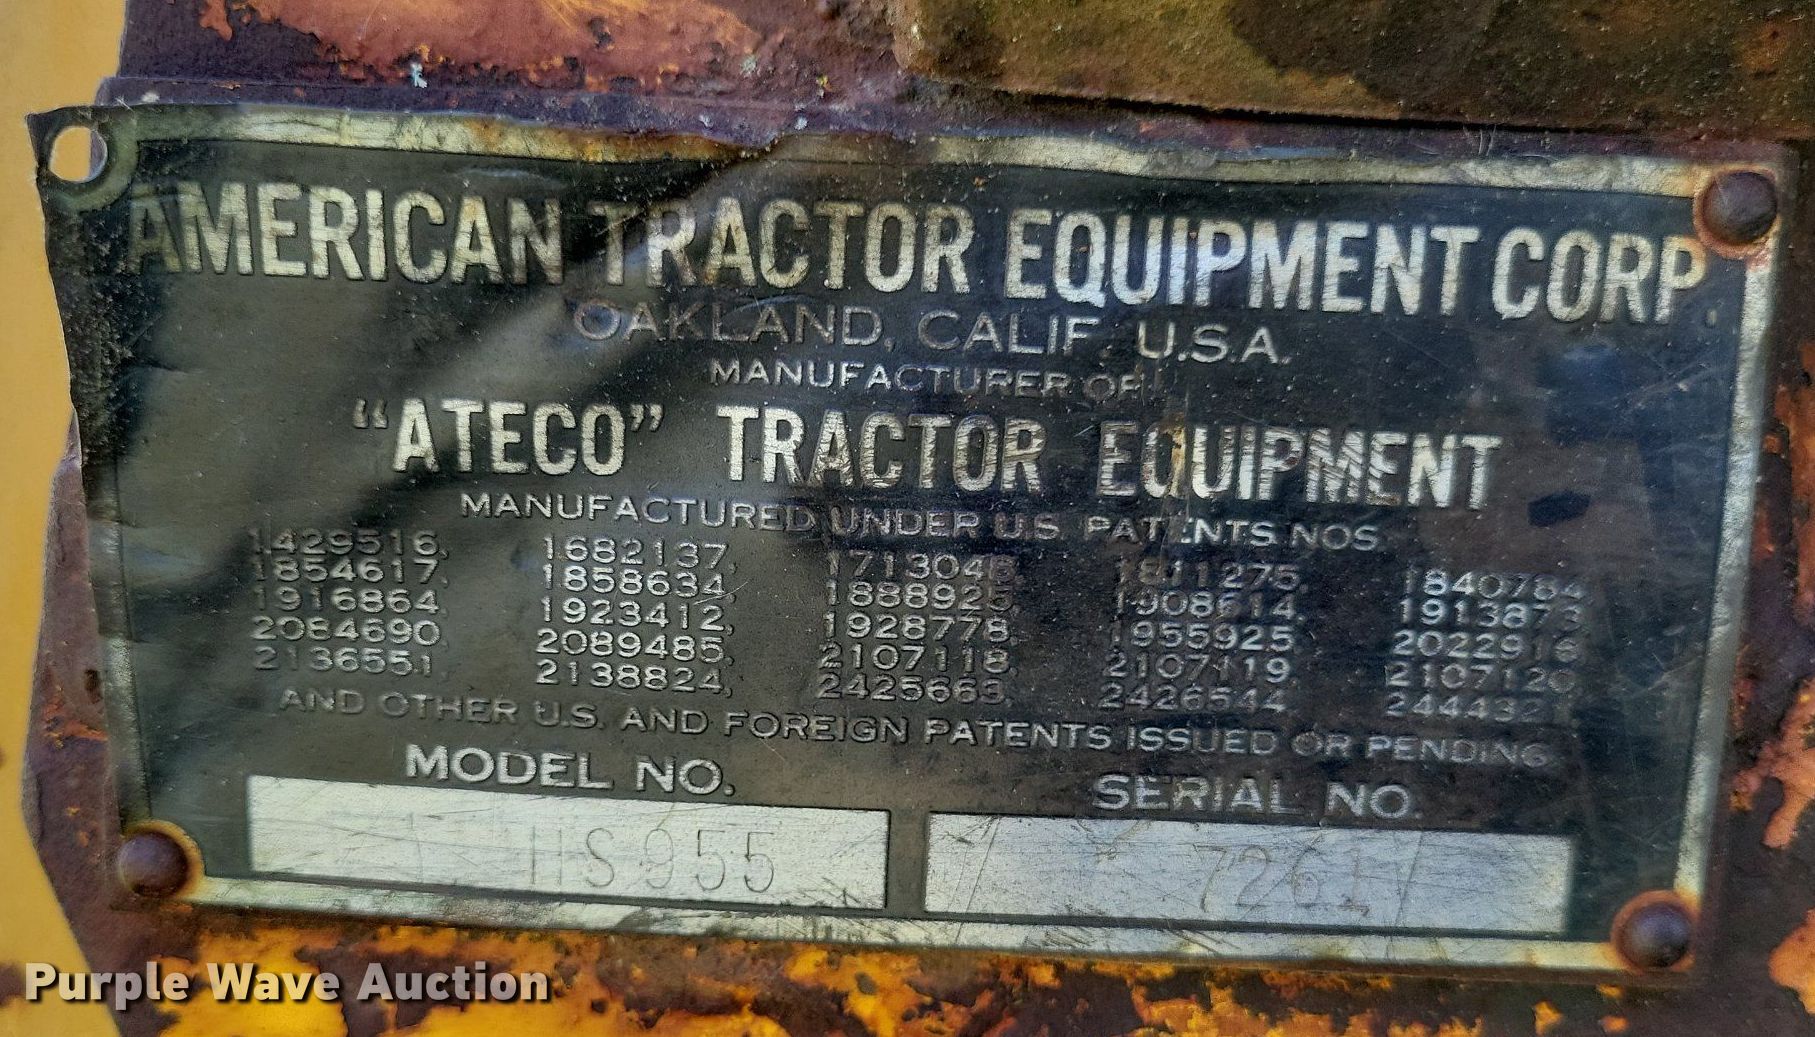 AMERICAN TRACTOR EQUIPMENT CORP.
OAKLAND, CALIF. U.S.A.
MANUFACTURER OF
"ATECO" TRACTOR EQUIPMENT
MANUFACTURED UNDER U.S. PATENTS NOS.
1429516, 1682137, 1713048, 1811275, 1840784,
1854617, 1858634, 1888925, 1908614, 1913873,
1916864, 1923412, 1928778, 1955925, 2022916,
2084690, 2089485, 2107118, 2107119, 2107120,
2136551, 2138824, 2425663, 2426544,
AND OTHER U.S. AND FOREIGN PATENTS ISSUED OR PENDING
MODEL NO. SERIAL NO.
HS955 7261
Purple Wave Auction